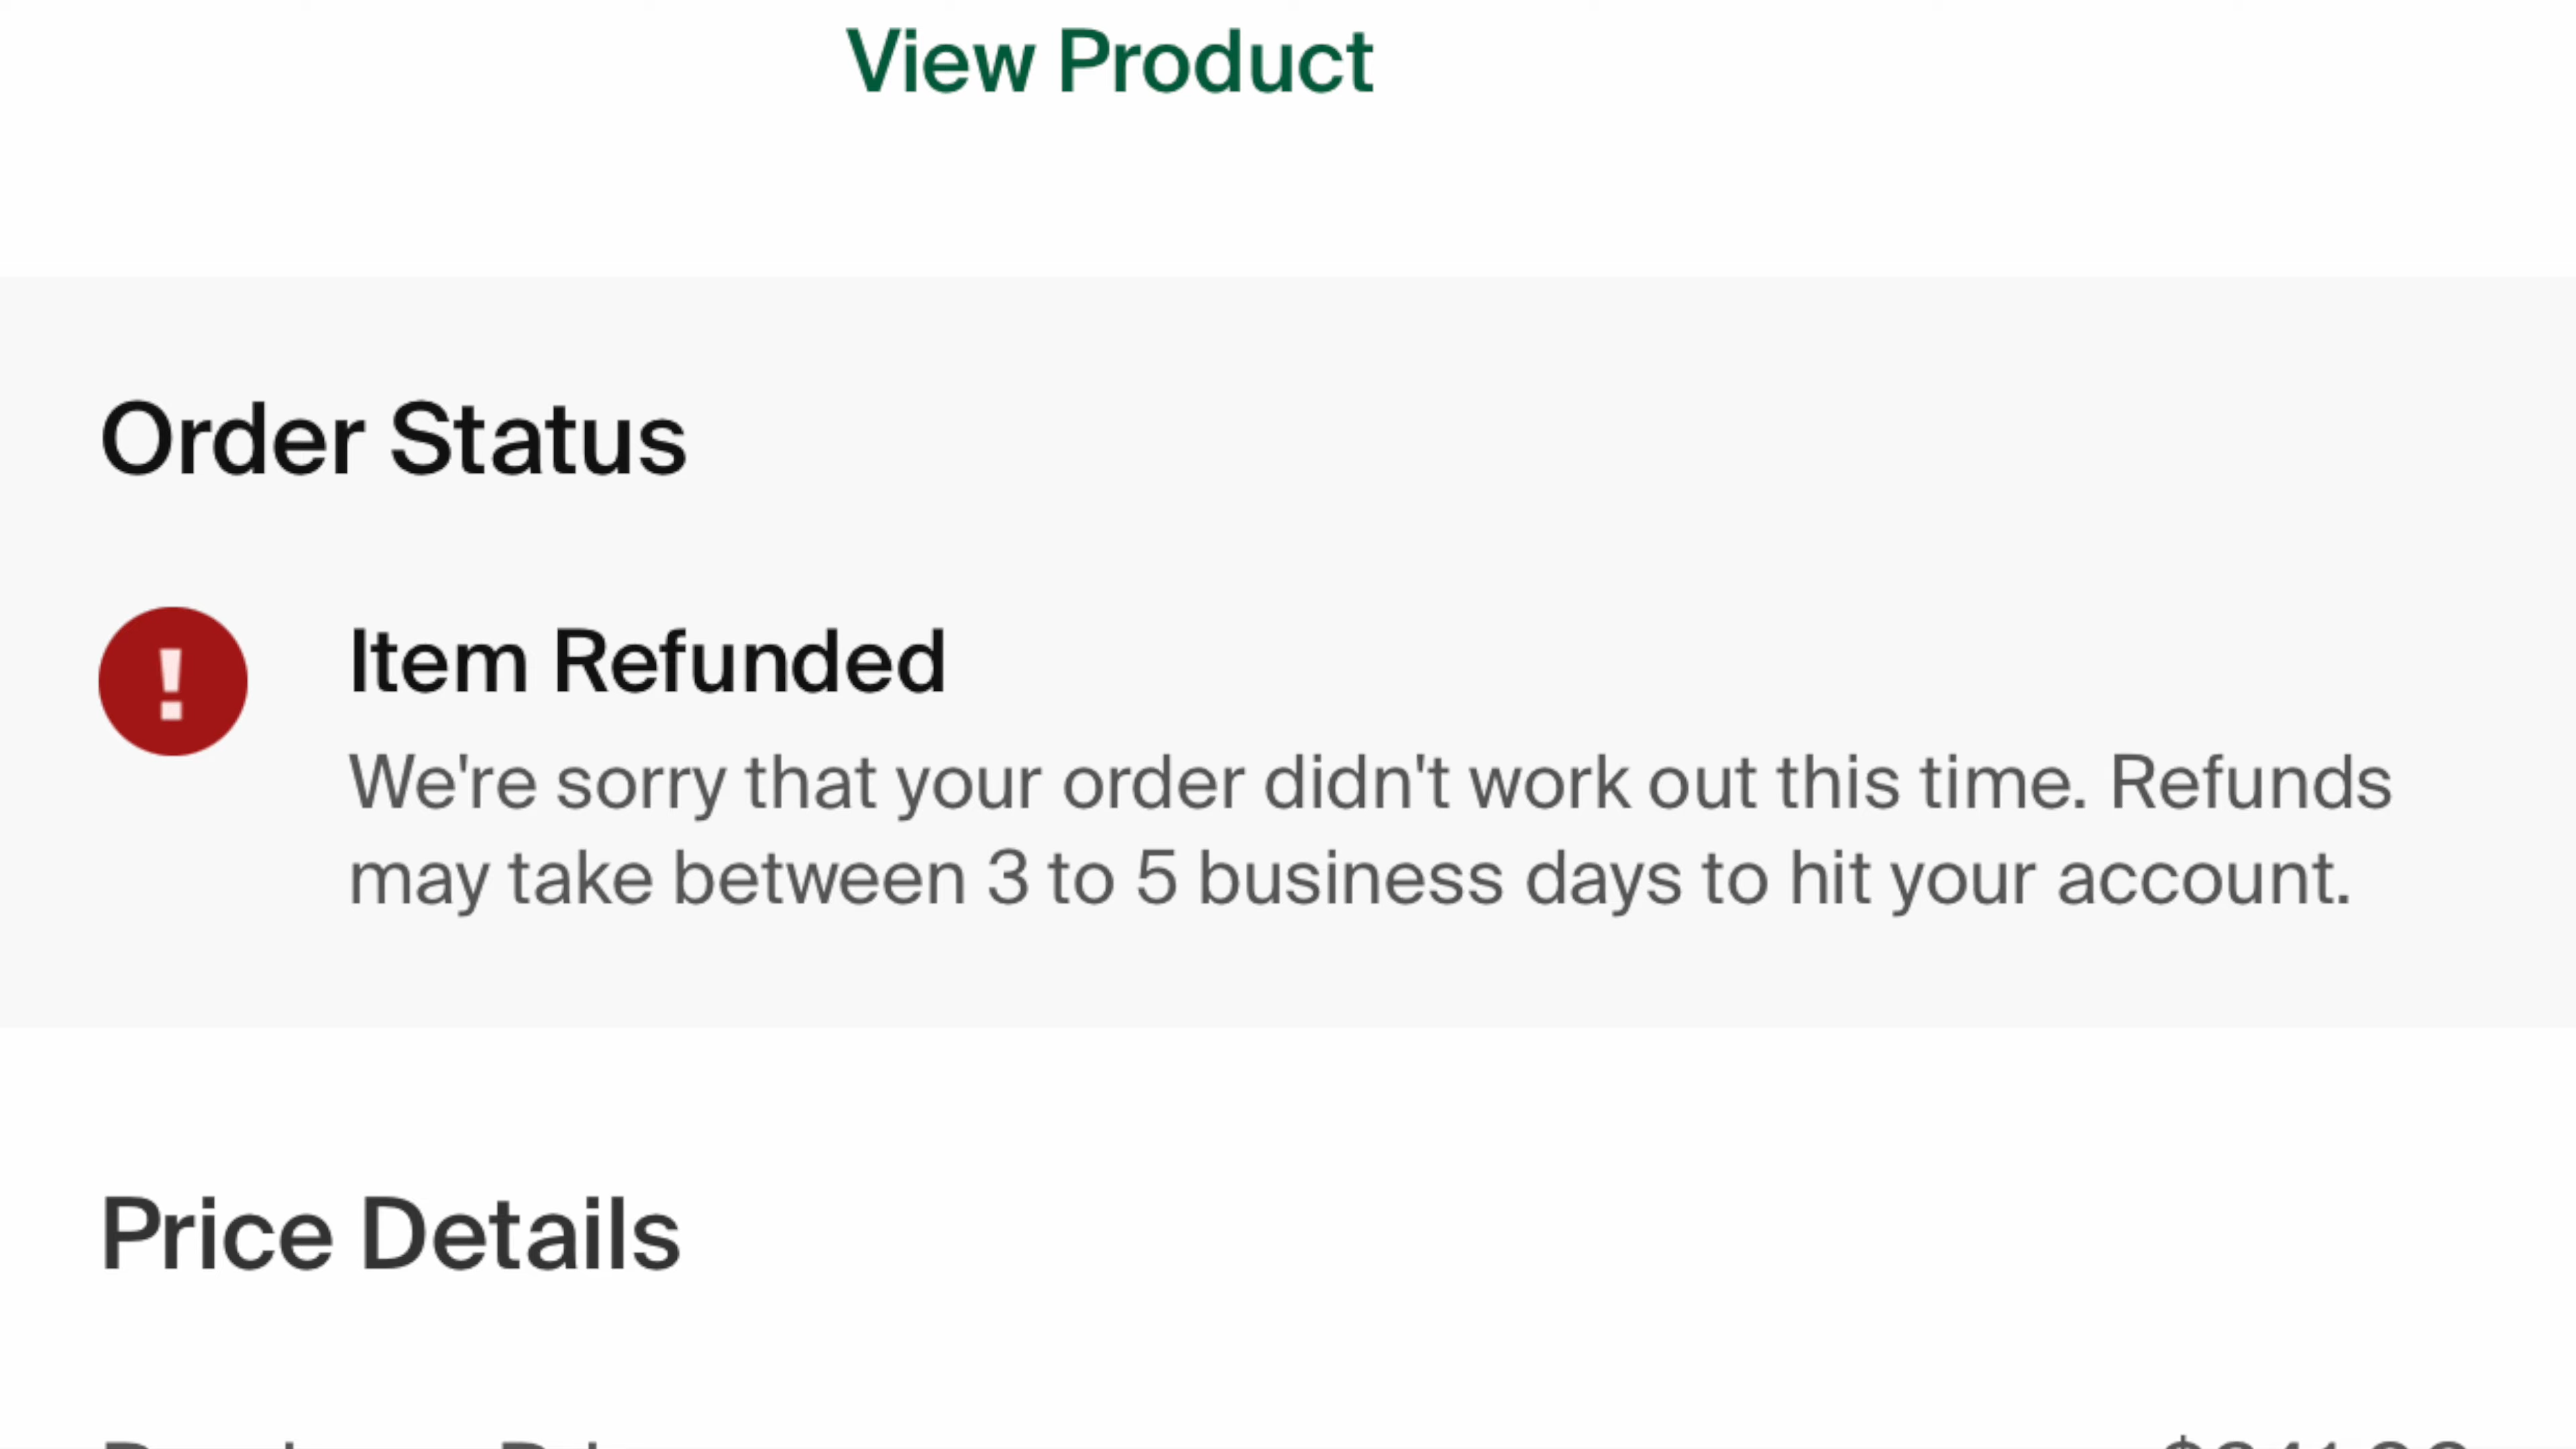 View Product
Order Status
Item Refunded
We're sorry that your order didn't work out this time. Refunds
may take between 3 to 5 business days to hit your account.
Price Details